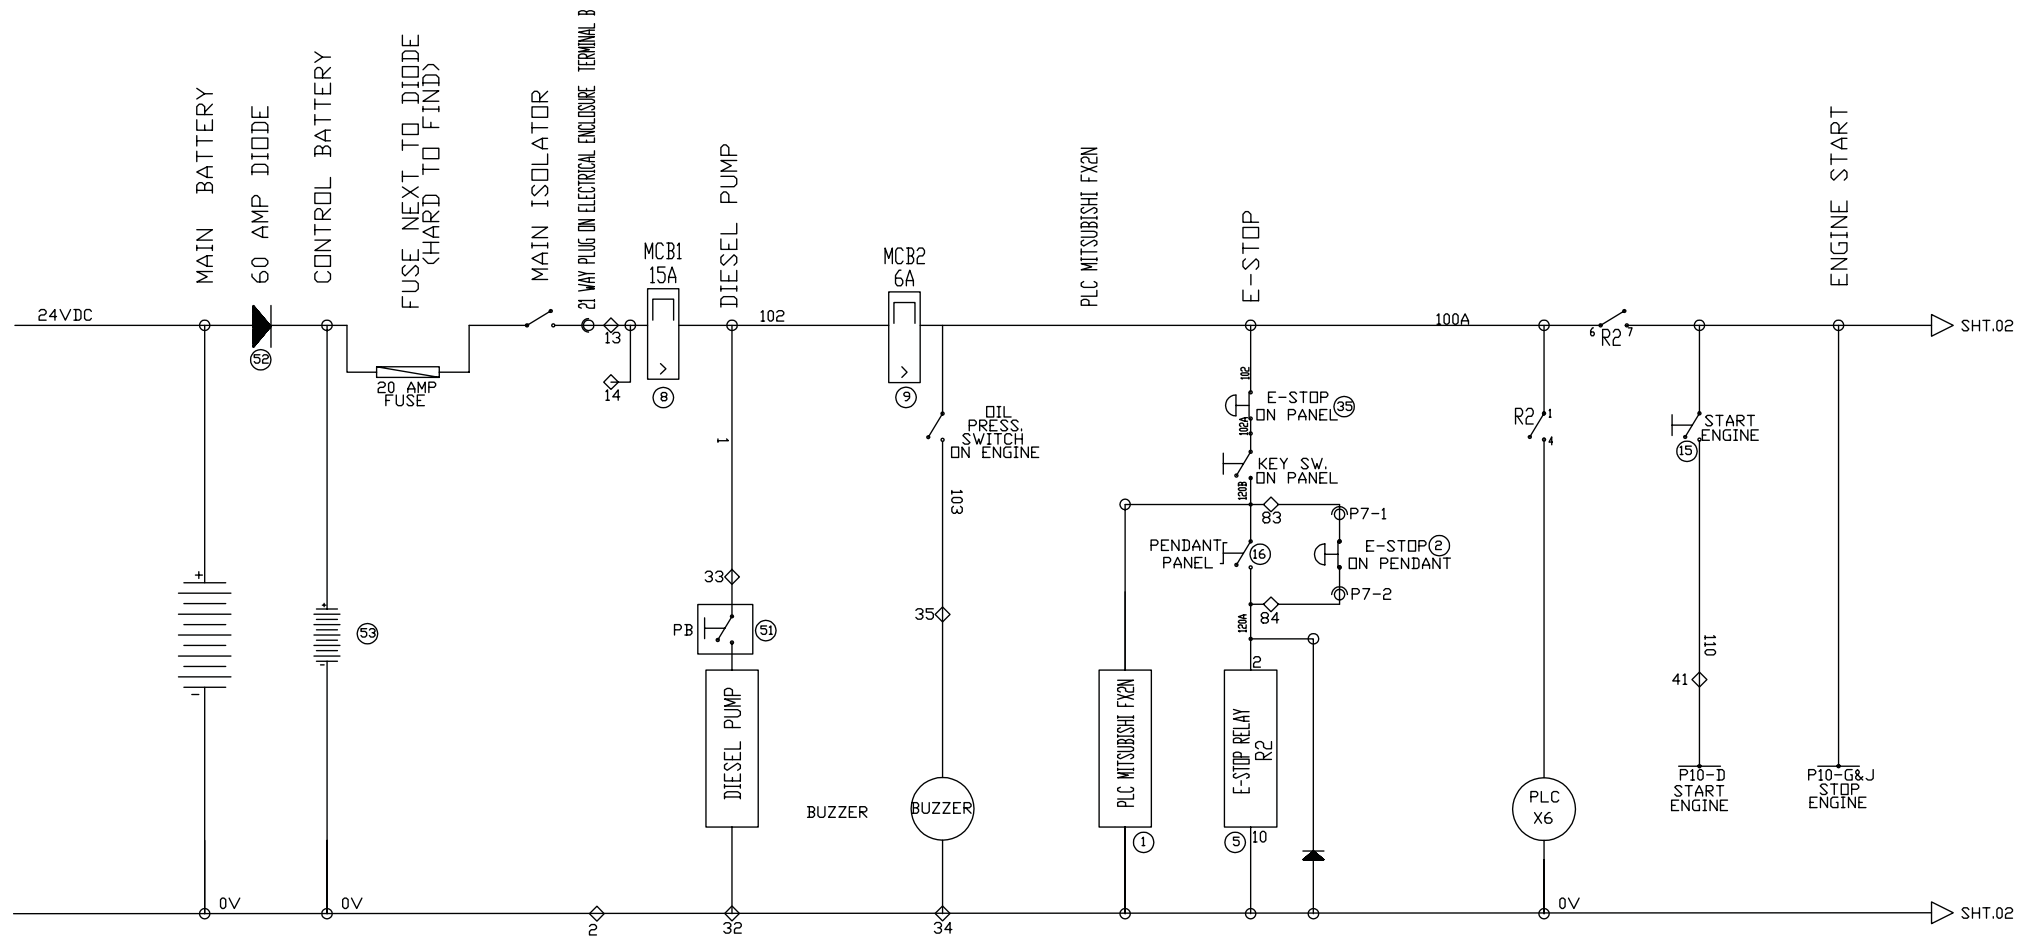 MAIN BATTERY
60 AMP DIODE
CONTROL BATTERY
FUSE NEXT TO DIODE
(HARD TO FIND)
MAIN ISOLATOR
21 WAY PLUG ON ELECTRICAL ENCLOSURE TERMINAL B
MCB1
15A
DIESEL PUMP
MCB2
6A
PLC MITSUBISHI FX2N
E-STOP
ENGINE START
24VDC
52
20 AMP
FUSE
13
14
8
102
9
100A
6
R2
7
SHT.02
1
OIL
PRESS.
SWITCH
ON ENGINE
103
102
E-STOP
ON PANEL
35
102A
KEY SW.
ON PANEL
120B
83
P7-1
PENDANT
PANEL
16
E-STOP
2
ON PENDANT
P7-2
84
120A
R2
1
4
START
ENGINE
15
110
41
+
-
+
-
53
33
PB
51
35
DIESEL PUMP
BUZZER
BUZZER
PLC MITSUBISHI FX2N
1
2
E-STOP RELAY
R2
5
10
PLC
X6
P10-D
START
ENGINE
P10-G&J
STOP
ENGINE
0V
0V
2
32
34
0V
SHT.02